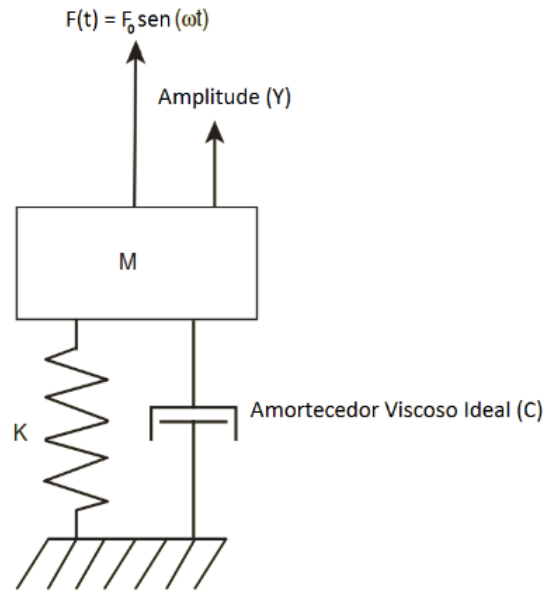 F(t) = F₀ sen (ωt)
Amplitude (Y)
M
Amortecedor Viscoso Ideal (C)
K